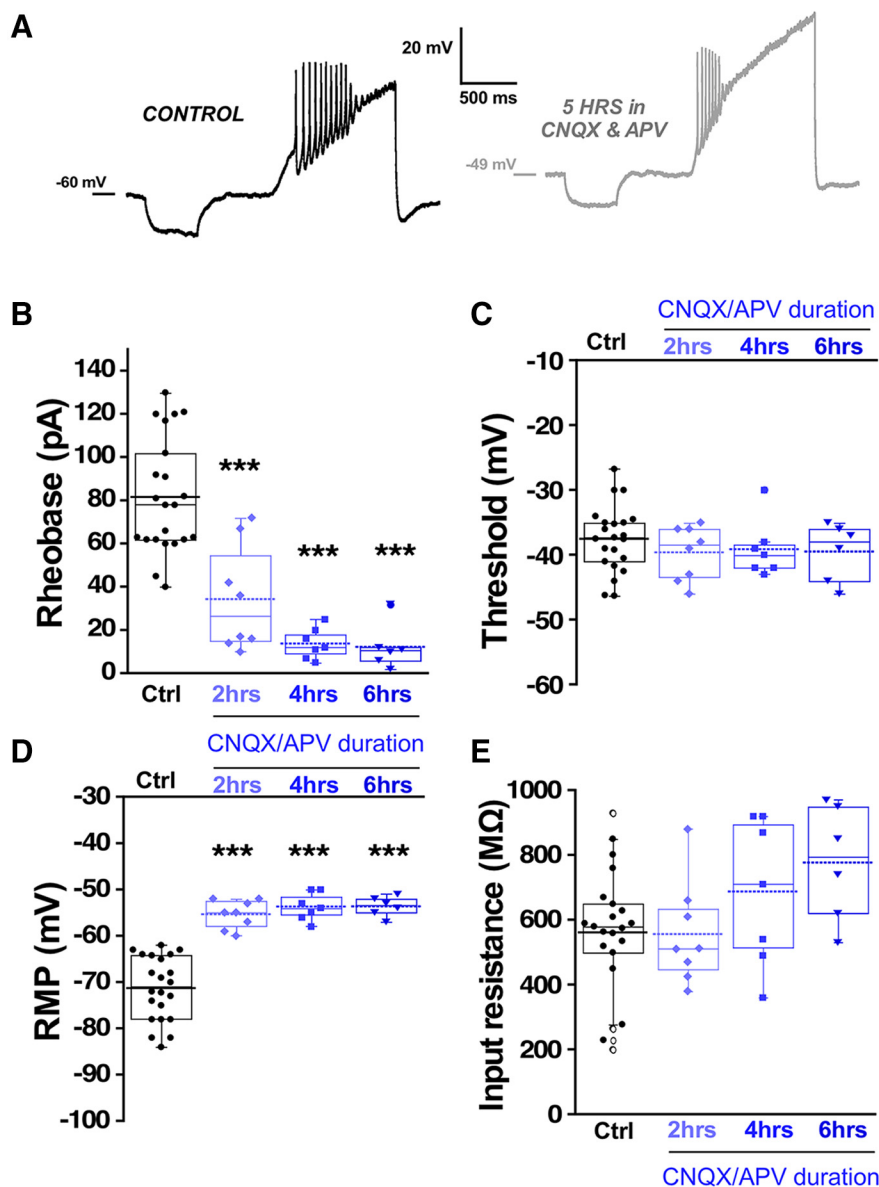 A
CONTROL
-60 mV
20 mV
500 ms
5 HRS in
CNQX & APV
-49 mV
B
Rheobase (pA)
140
120
100
80
60
40
20
0
***
***
***
Ctrl
2hrs
4hrs
6hrs
CNQX/APV duration
C
CNQX/APV duration
Ctrl
2hrs
4hrs
6hrs
Threshold (mV)
-10
-20
-30
-40
-50
-60
D
Ctrl
2hrs
4hrs
6hrs
RMP (mV)
-30
-40
-50
-60
-70
-80
-90
-100
***
***
***
E
Input resistance (MΩ)
1000
800
600
400
200
0
Ctrl
2hrs
4hrs
6hrs
CNQX/APV duration